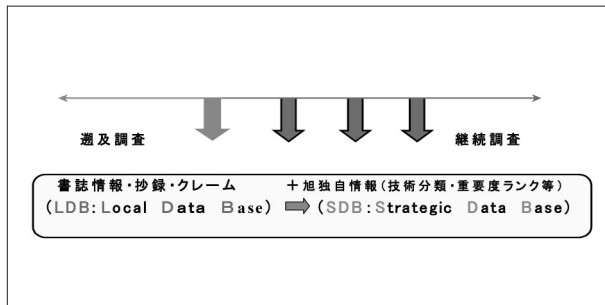 遡及調査 継続調査
書誌情報・抄録・クレーム ＋旭独自情報(技術分類・重要度ランク等)
(LDB:Local Data Base) (SDB:Strategic Data Base)